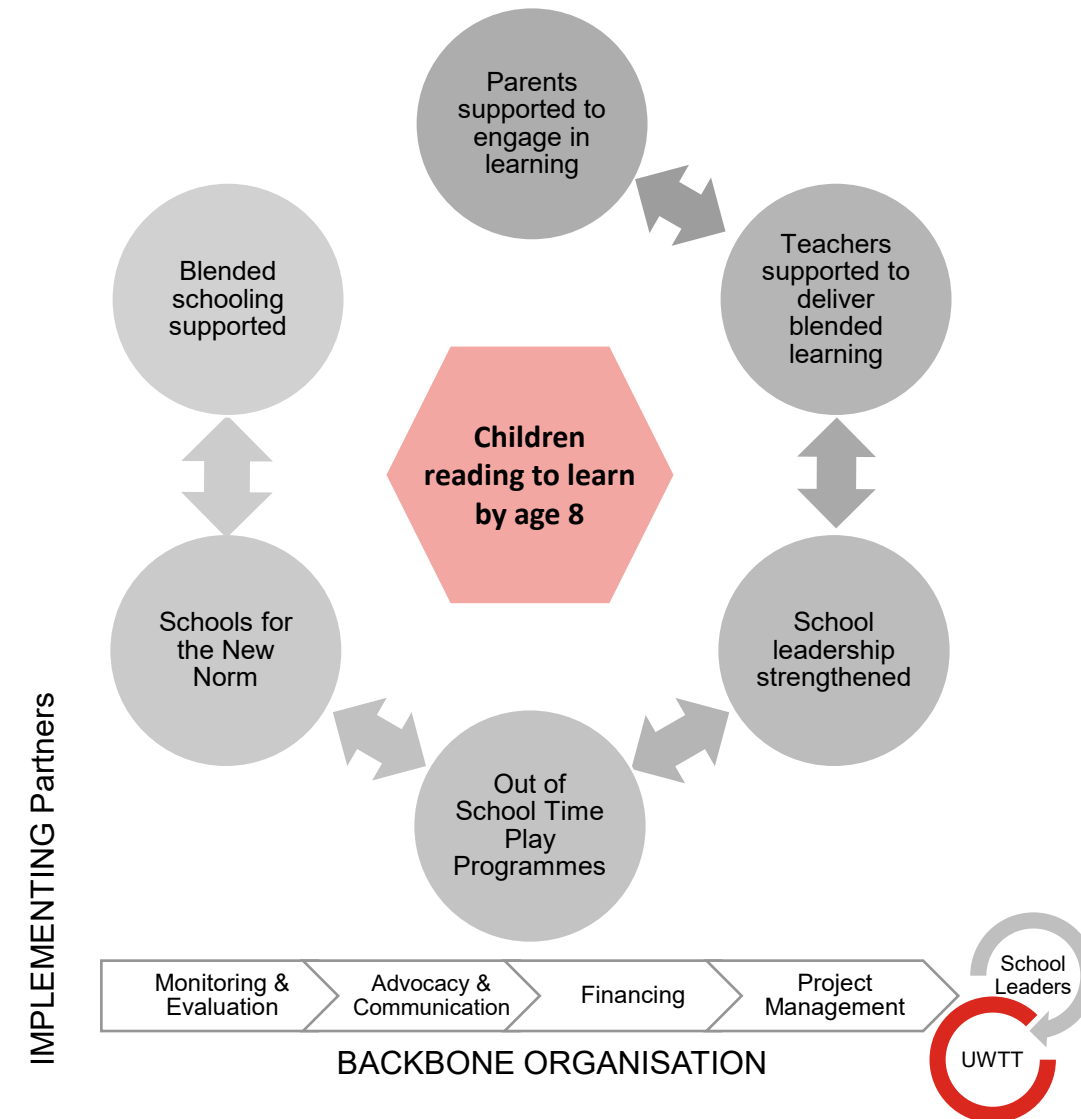 Parents
supported to
engage in
learning
Teachers
supported to
deliver
blended
learning
Blended
schooling
supported
Children
reading to learn
by age 8
Schools for
the New
Norm
School
leadership
strengthened
Out of
School Time
Play
Programmes
IMPLEMENTING Partners
Monitoring &
Evaluation
Advocacy &
Communication
Financing
Project
Management
School
Leaders
UWTT
BACKBONE ORGANISATION